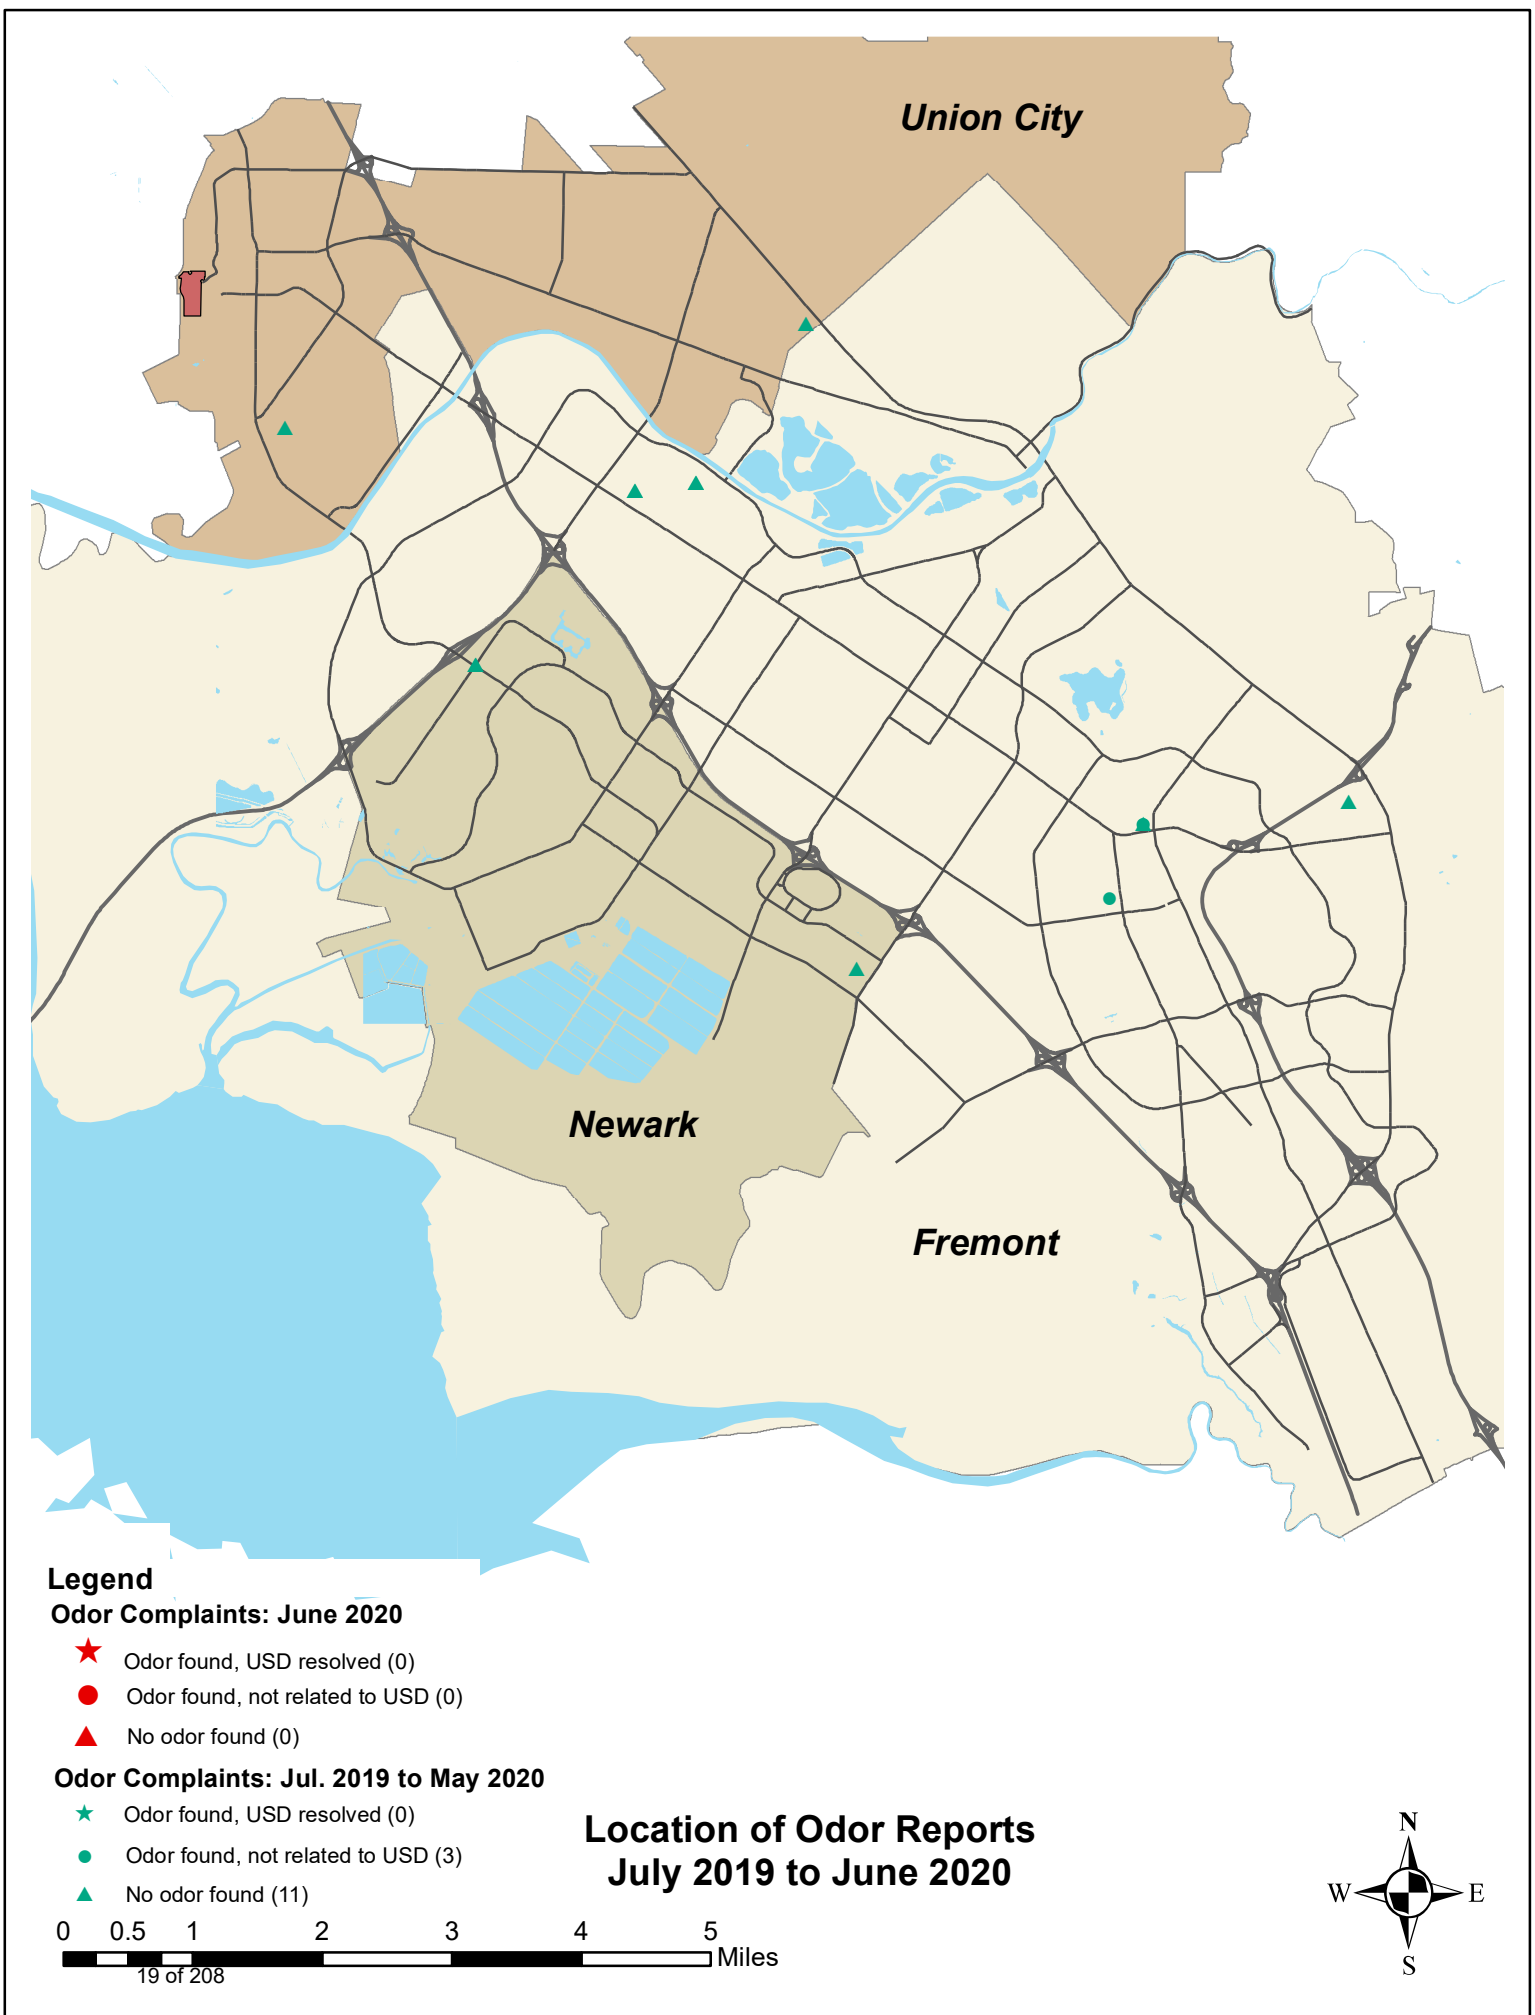 Union City
Newark
Fremont
Legend
Odor Complaints: June 2020
Odor found, USD resolved (0)
Odor found, not related to USD (0)
No odor found (0)
Odor Complaints: Jul. 2019 to May 2020
Odor found, USD resolved (0)
Odor found, not related to USD (3)
No odor found (11)
Location of Odor Reports
July 2019 to June 2020
N
W E
S
0 0.5 1 2 3 4 5
Miles
19 of 208